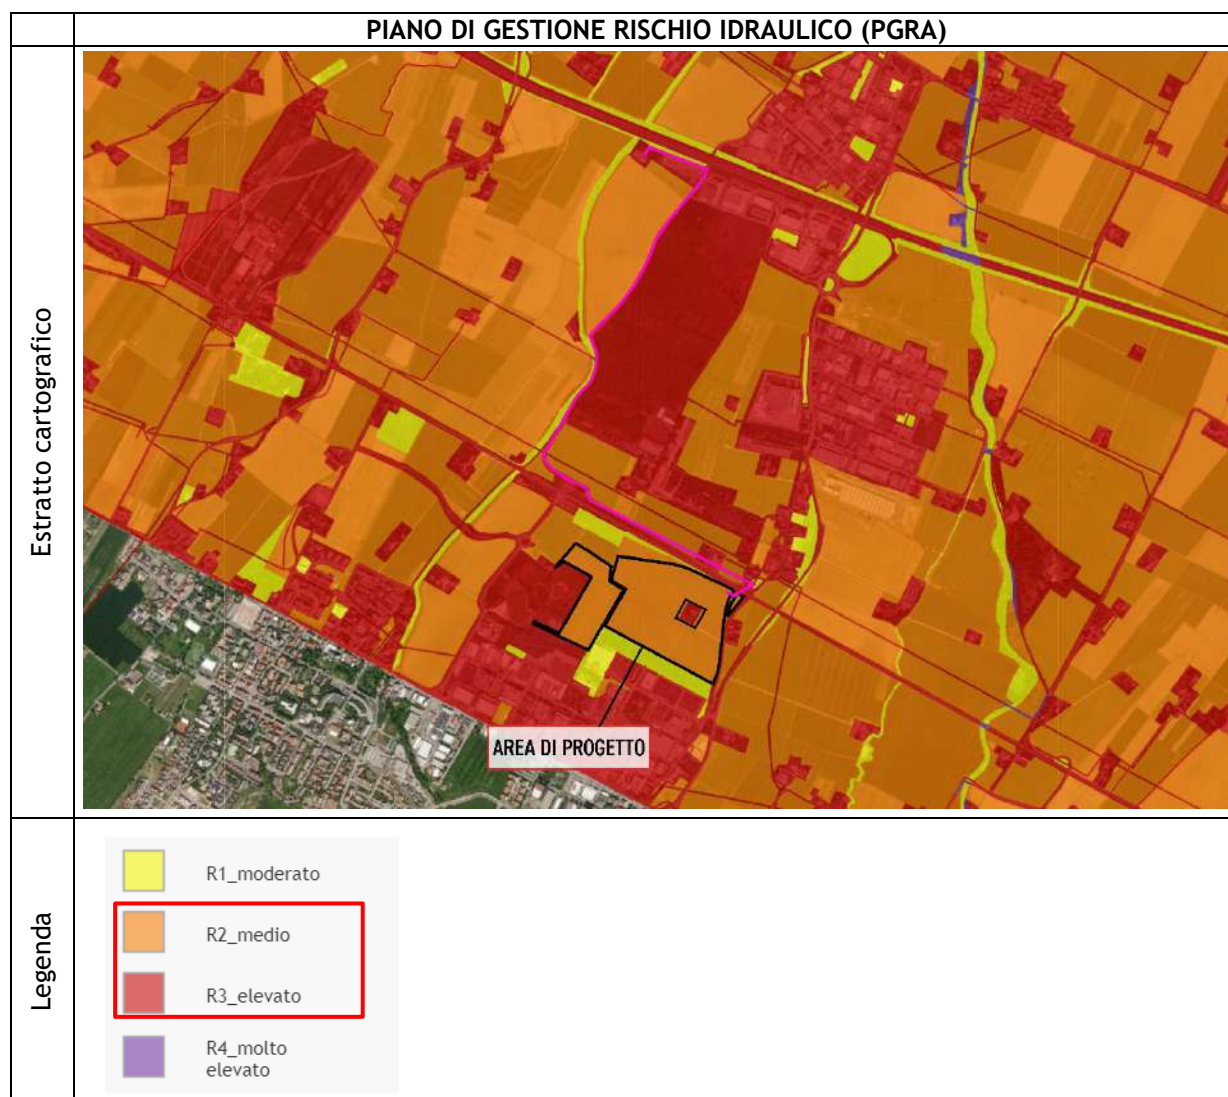 PIANO DI GESTIONE RISCHIO IDRAULICO (PGRA)
Estratto cartografico
AREA DI PROGETTO
Legenda
R1_moderato
R2_medio
R3_elevato
R4_molto
elevato